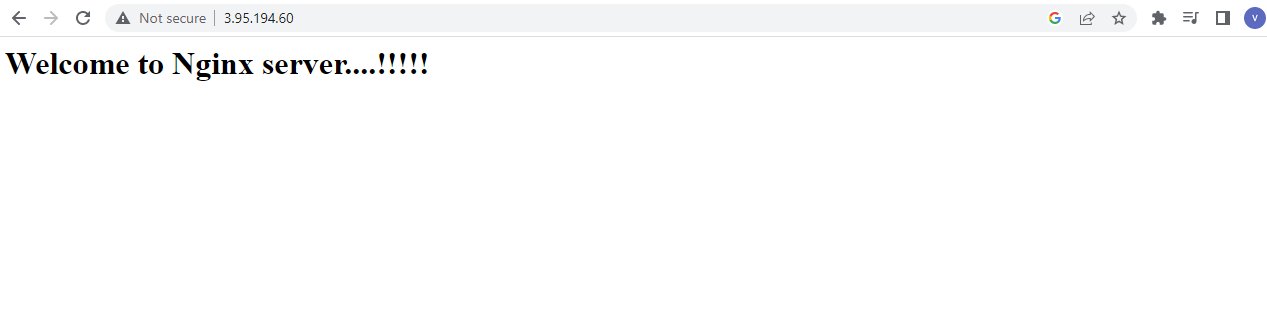 Not secure | 3.95.194.60
V
Welcome to Nginx server....!!!!!